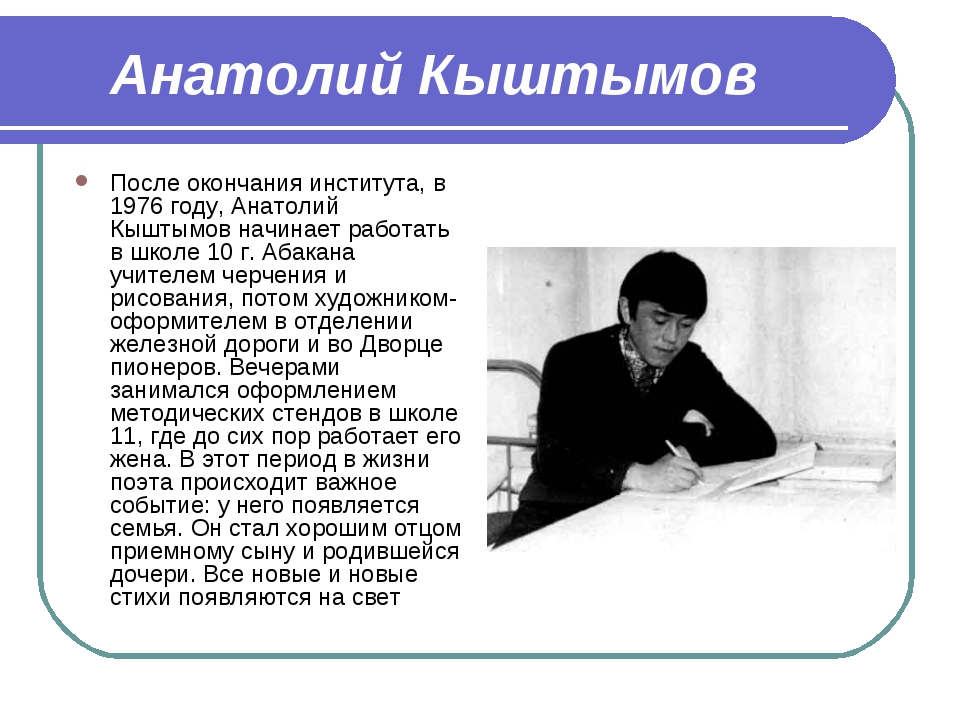 Анатолий Кыштымов
После окончания института, в
1976 году, Анатолий
Кыштымов начинает работать
в школе 10 г. Абакана
учителем черчения и
рисования, потом художником-
оформителем в отделении
железной дороги и во Дворце
пионеров. Вечерами
занимался оформлением
методических стендов в школе
11, где до сих пор работает его
жена. В этот период в жизни
поэта происходит важное
событие: у него появляется
семья. Он стал хорошим отцом
приемному сыну и родившейся
дочери. Все новые и новые
стихи появляются на свет